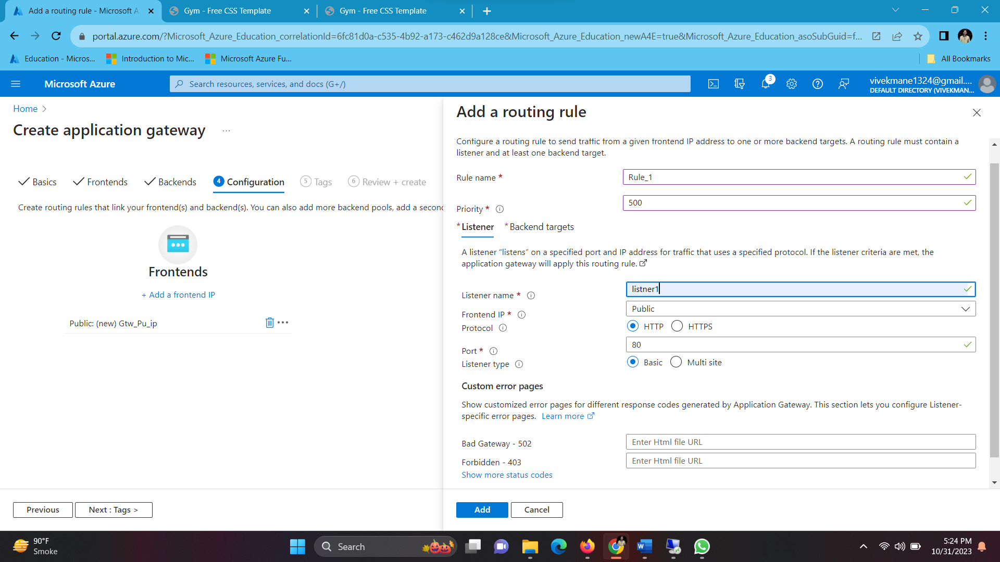 Add a routing rule - Microsoft A
Gym - Free CSS Template
Gym - Free CSS Template
portal.azure.com/?Microsoft_Azure_Education_correlationId=6fc81d0a-c535-4b92-a173-c462d9a128ce&Microsoft_Azure_Education_newA4E=true&Microsoft_Azure_Education_asoSubGuid=f...
Education - Micros...
Introduction to Mic...
Microsoft Azure Fu...
All Bookmarks
Microsoft Azure
Search resources, services, and docs (G+/)
3
vivekmane1324@gmail....
DEFAULT DIRECTORY (VIVEKMAN...
Home >
Create application gateway ...
Basics
Frontends
Backends
4 Configuration
5 Tags
6 Review + create
Create routing rules that link your frontend(s) and backend(s). You can also add more backend pools, add a second
Frontends
+ Add a frontend IP
Public: (new) Gtw_Pu_ip
Previous
Next : Tags >
Add a routing rule
Configure a routing rule to send traffic from a given frontend IP address to one or more backend targets. A routing rule must contain a
listener and at least one backend target.
Rule name *
Rule_1
Priority *
500
* Listener
* Backend targets
A listener “listens” on a specified port and IP address for traffic that uses a specified protocol. If the listener criteria are met, the
application gateway will apply this routing rule.
Listener name *
listner1
Frontend IP *
Public
Protocol
HTTP
HTTPS
Port *
80
Listener type
Basic
Multi site
Custom error pages
Show customized error pages for different response codes generated by Application Gateway. This section lets you configure Listener-
specific error pages. Learn more
Bad Gateway - 502
Enter Html file URL
Forbidden - 403
Enter Html file URL
Show more status codes
Add
Cancel
90°F
Smoke
Search
5:24 PM
10/31/2023